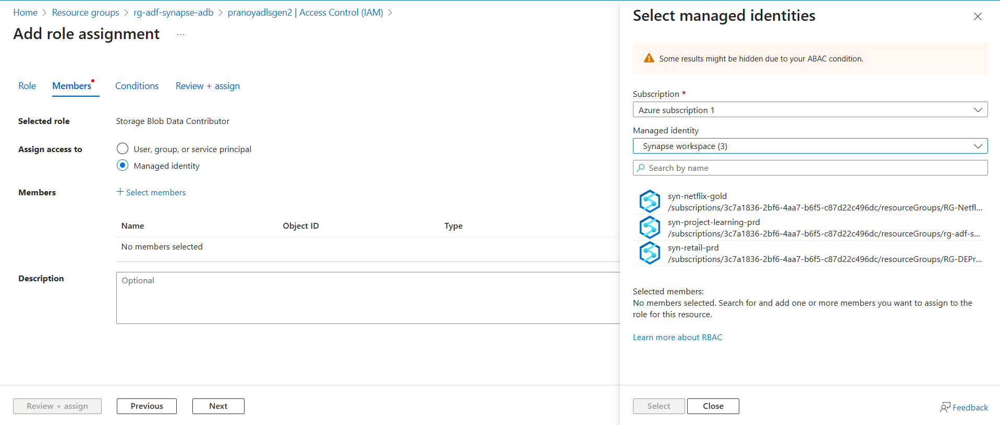 Home > Resource groups > rg-adf-synapse-adb > pranoyadlsgen2 | Access Control (IAM) >
Add role assignment ...
Role Members Conditions Review + assign
Selected role Storage Blob Data Contributor
Assign access to User, group, or service principal
Managed identity
Members + Select members
Name Object ID Type
No members selected
Description Optional
Review + assign Previous Next
Select managed identities
Some results might be hidden due to your ABAC condition.
Subscription *
Azure subscription 1
Managed identity
Synapse workspace (3)
Search by name
syn-netflix-gold
/subscriptions/3c7a1836-2bf6-4aa7-b6f5-c87d22c496dc/resourceGroups/RG-Netfl...
syn-project-learning-prd
/subscriptions/3c7a1836-2bf6-4aa7-b6f5-c87d22c496dc/resourceGroups/rg-adf-s...
syn-retail-prd
/subscriptions/3c7a1836-2bf6-4aa7-b6f5-c87d22c496dc/resourceGroups/RG-DEPr...
Selected members:
No members selected. Search for and add one or more members you want to assign to the
role for this resource.
Learn more about RBAC
Select Close Feedback